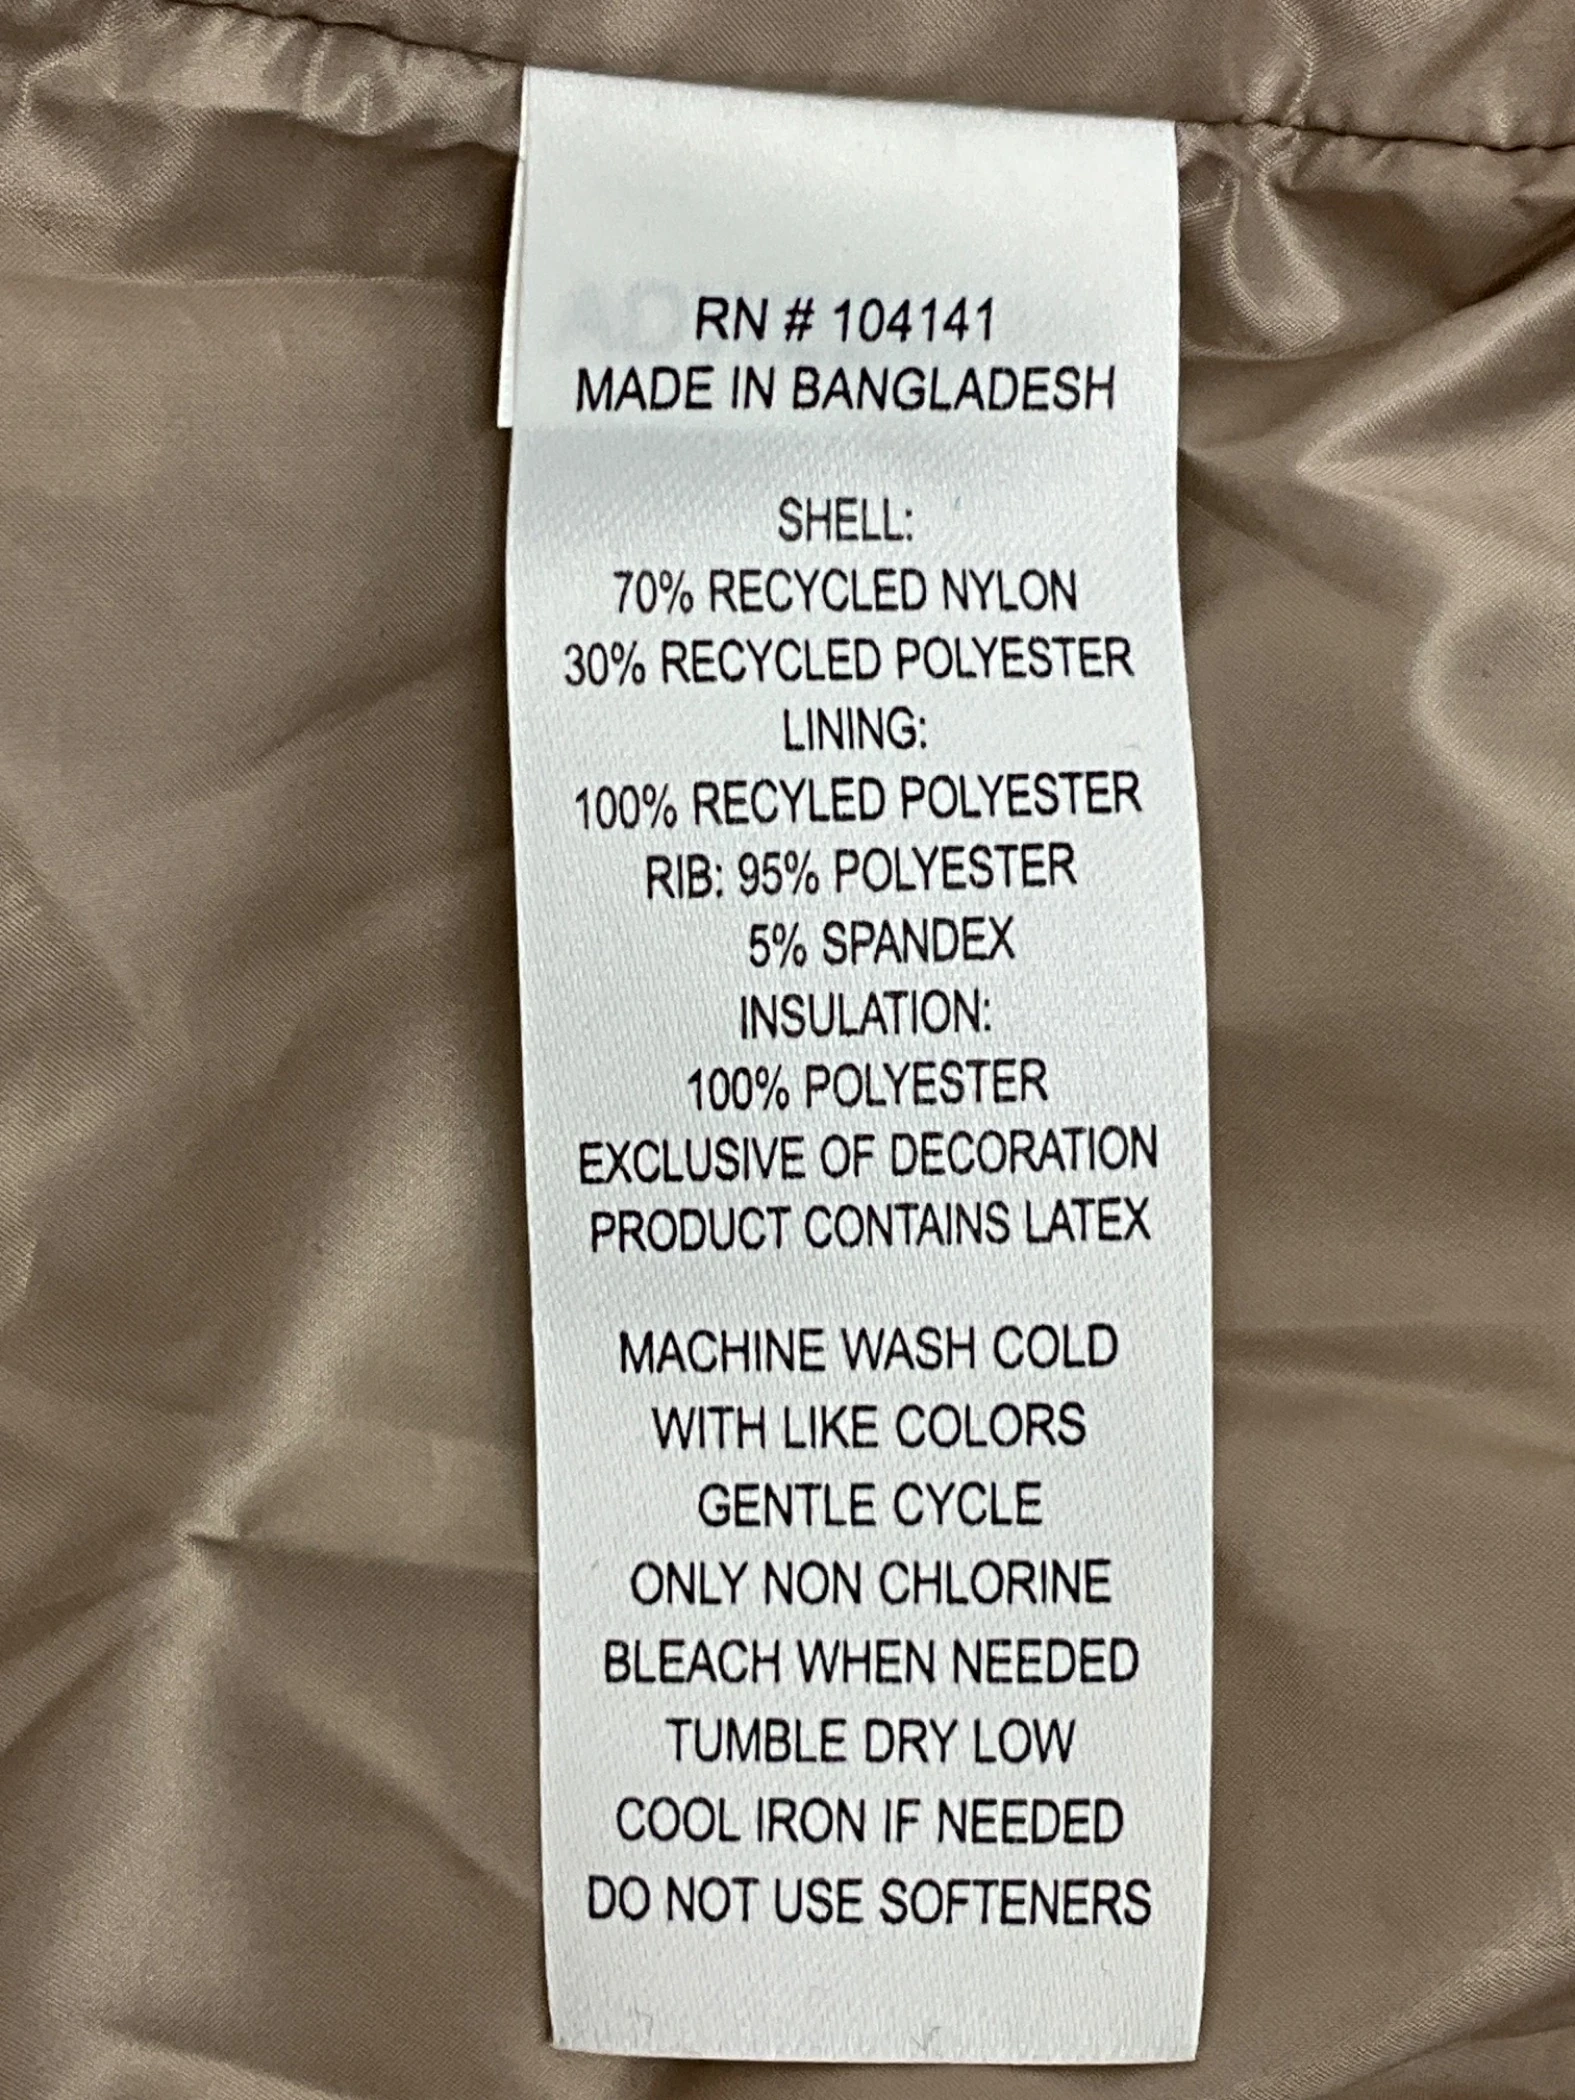 RN # 104141
MADE IN BANGLADESH
SHELL:
70% RECYCLED NYLON
30% RECYCLED POLYESTER
LINING:
100% RECYLED POLYESTER
RIB: 95% POLYESTER
5% SPANDEX
INSULATION:
100% POLYESTER
EXCLUSIVE OF DECORATION
PRODUCT CONTAINS LATEX
MACHINE WASH COLD
WITH LIKE COLORS
GENTLE CYCLE
ONLY NON CHLORINE
BLEACH WHEN NEEDED
TUMBLE DRY LOW
COOL IRON IF NEEDED
DO NOT USE SOFTENERS